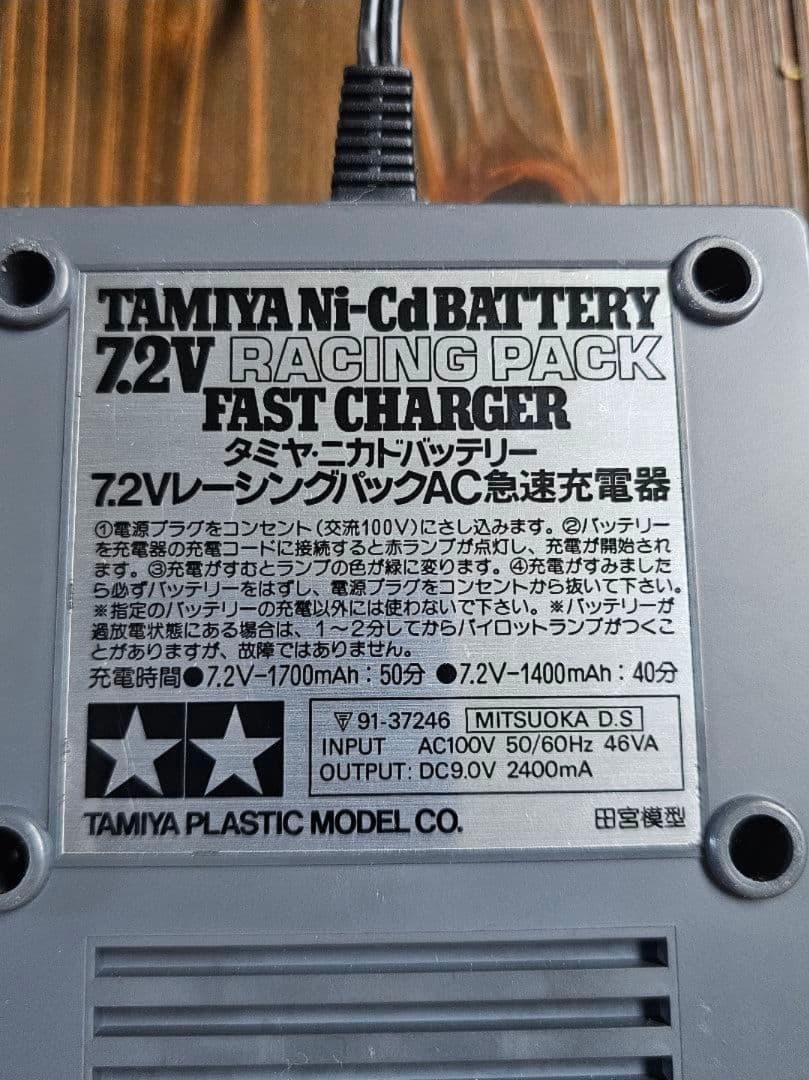 TAMIYA Ni-Cd BATTERY
7.2V RACING PACK
FAST CHARGER
タミヤ・ニカドバッテリー
7.2VレーシングパックAC急速充電器
①電源プラグをコンセント(交流100V)にさし込みます。②バッテリー
を充電器の充電コードに接続すると赤ランプが点灯し、充電が開始され
ます。③充電がすむとランプの色が緑に変ります。④充電がすみました
ら必ずバッテリーをはずし、電源プラグをコンセントから抜いて下さい。
※指定のバッテリーの充電以外には使わないで下さい。※バッテリーが
過放電状態にある場合は、1〜2分してからパイロットランプがつくこ
とがありますが、故障ではありません。
充電時間●7.2V-1700mAh:50分 ●7.2V-1400mAh:40分
91-37246 MITSUOKA D.S
INPUT AC100V 50/60Hz 46VA
OUTPUT: DC9.0V 2400mA
TAMIYA PLASTIC MODEL CO. 田宮模型